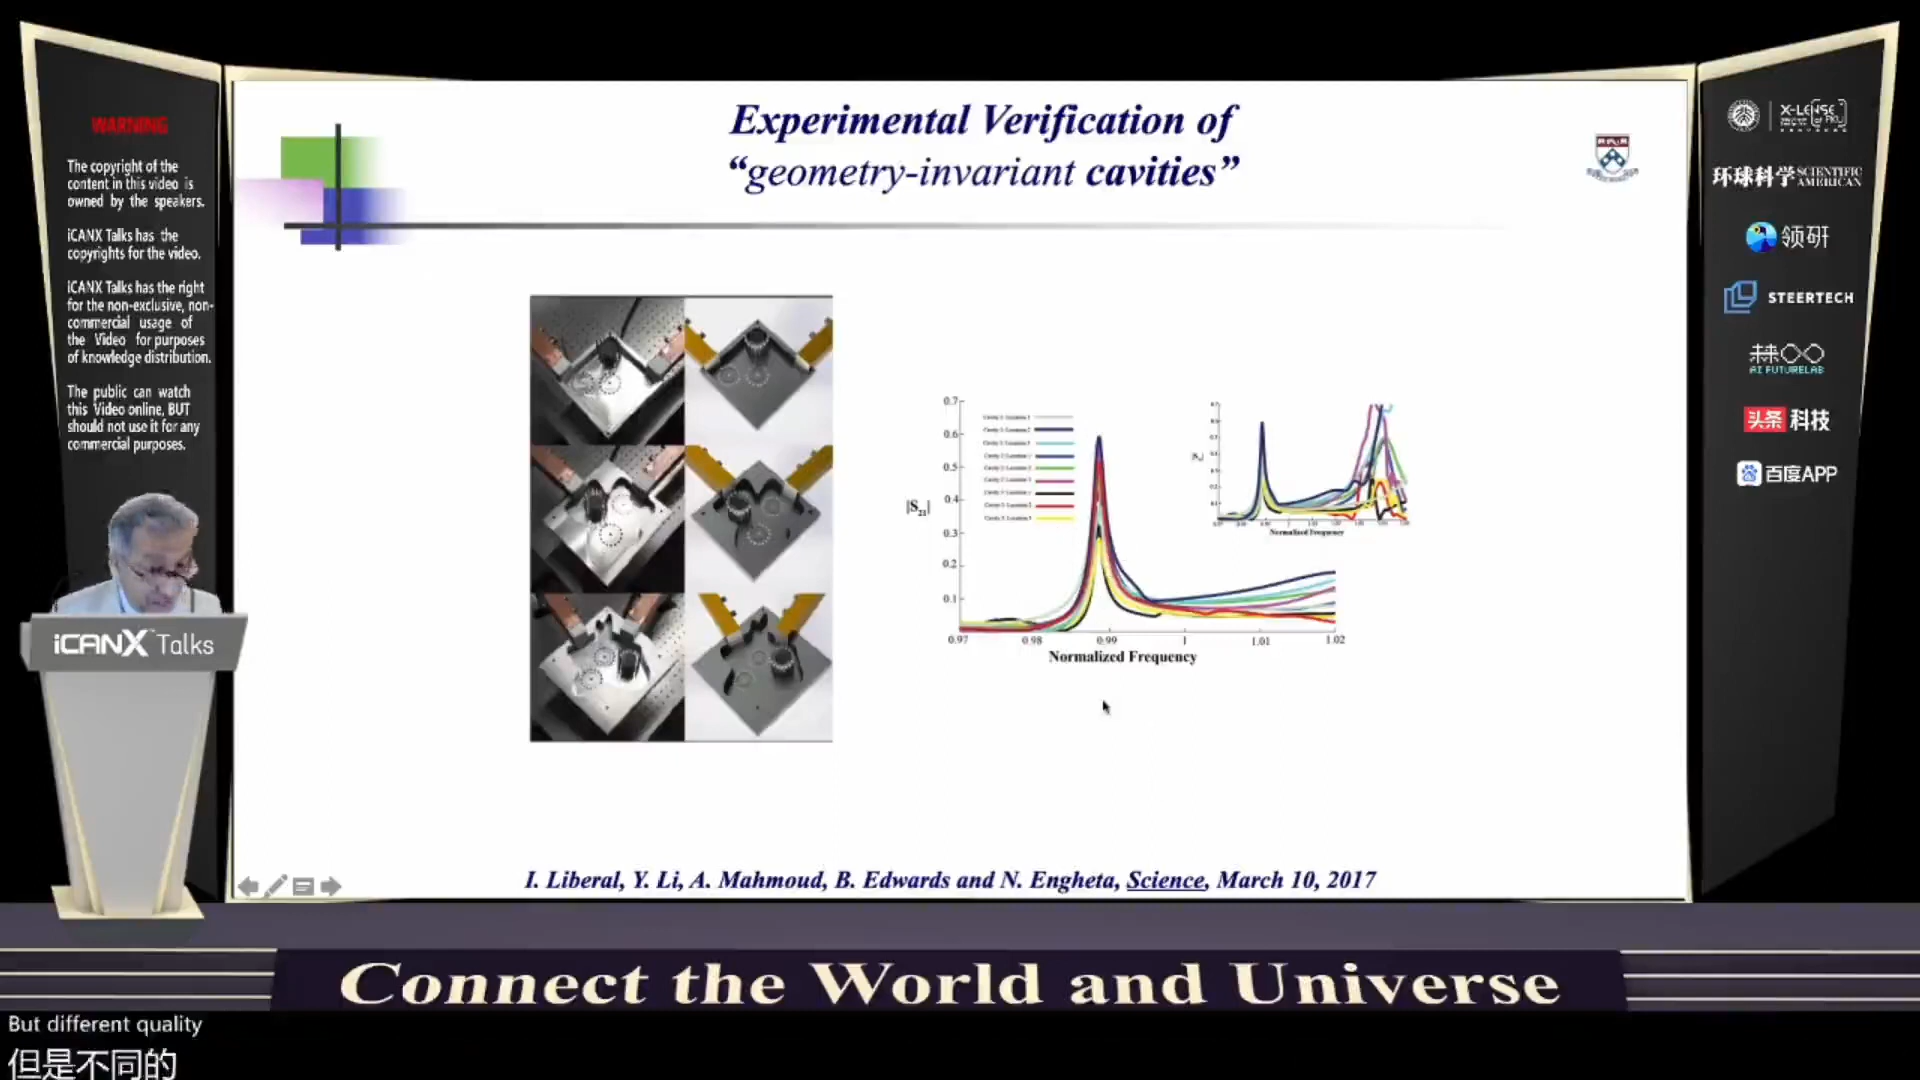 WARNING
The copyright of the
content in this video is
owned by the speakers.
iCANX Talks has the
copyrights for the video.
iCANX Talks has the right
for the non-exclusive, non-
commercial usage of
the Video for purposes
of knowledge distribution.
The public can watch
this Video online, BUT
should not use it for any
commercial purposes.
iCANX Talks
Experimental Verification of
“geometry-invariant cavities”
0.7
0.6
0.5
0.4
0.3
0.2
0.1
|S21|
0.97
0.98
0.99
1
1.01
1.02
Normalized Frequency
Normalized Frequency
I. Liberal, Y. Li, A. Mahmoud, B. Edwards and N. Engheta, Science, March 10, 2017
X-LENSE
PKU
环球科学 SCIENTIFIC
AMERICAN
领研
STEERTECH
AI FUTURELAB
头条 科技
百度APP
Connect the World and Universe
But different quality
但是不同的